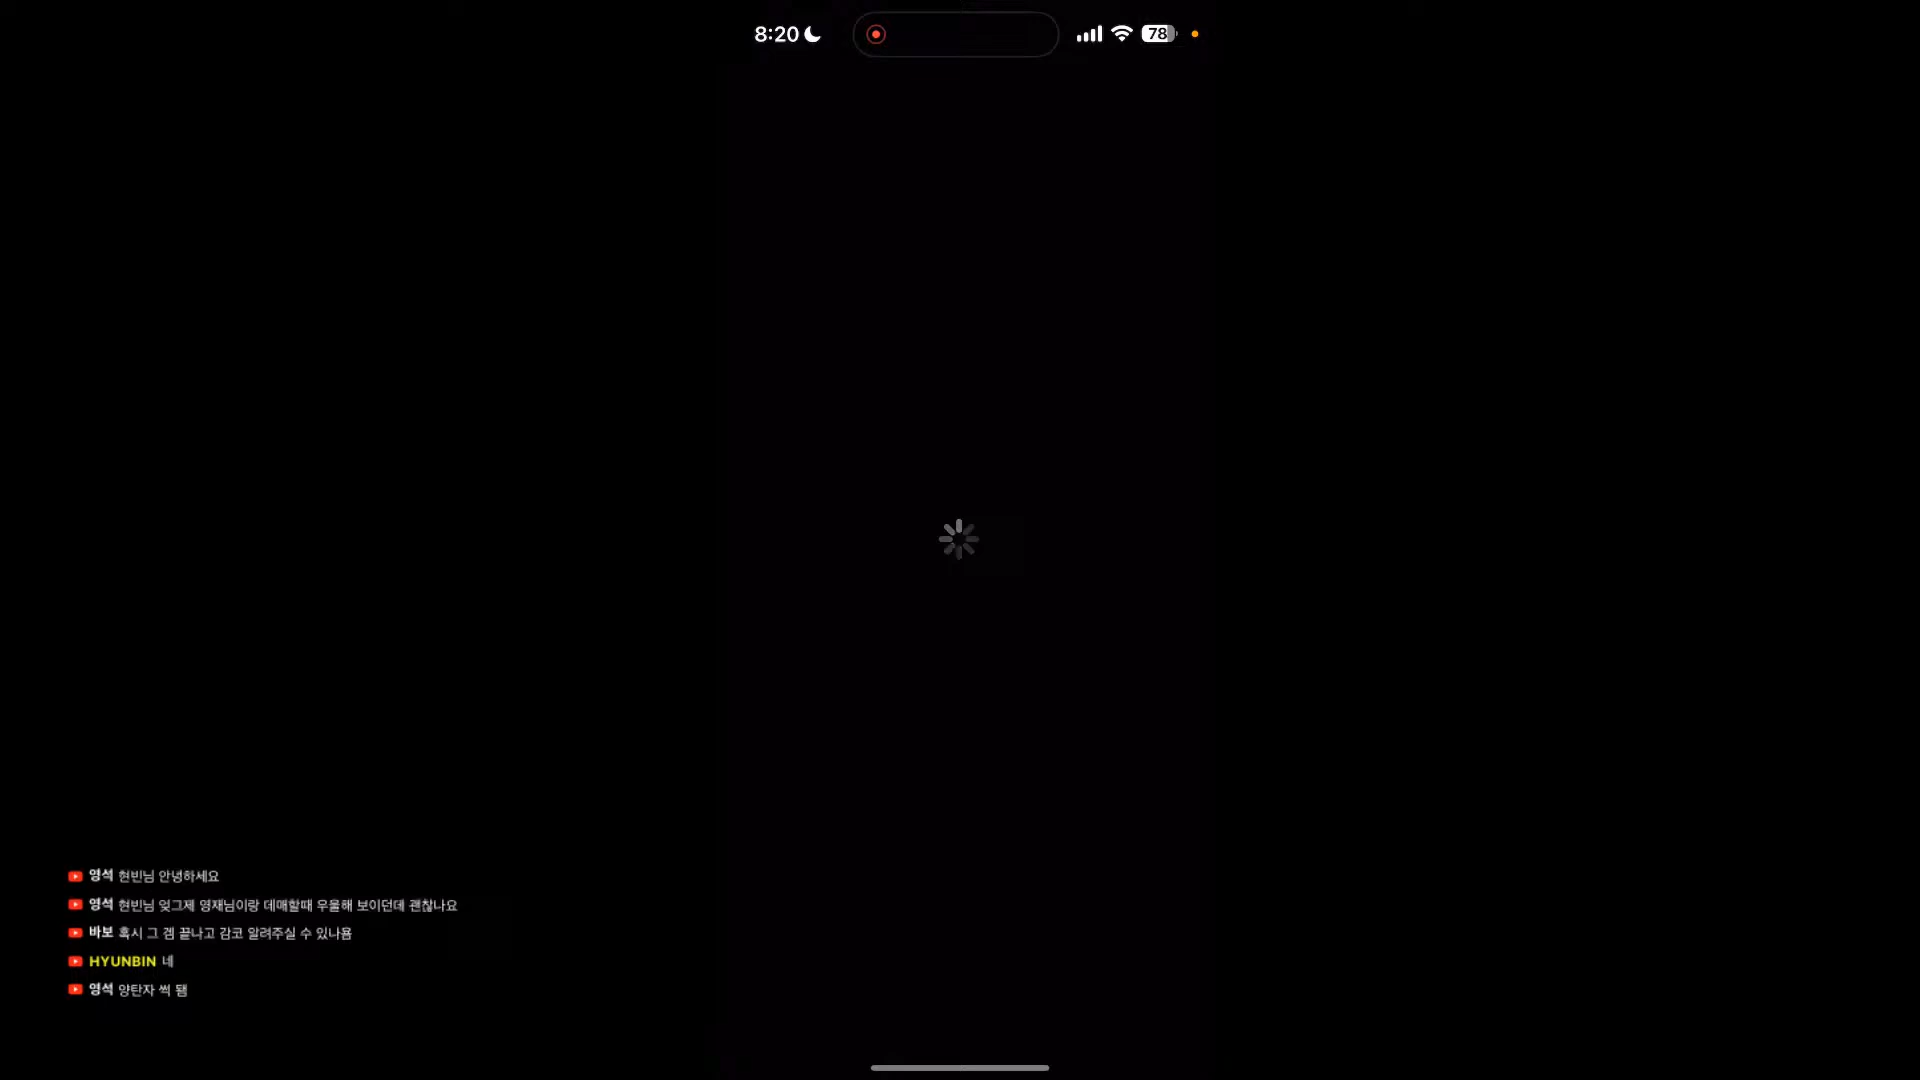 8:20
78
영석 현빈님 안녕하세요
영석 현빈님 엊그제 영재님이랑 데매할때 우울해 보이던데 괜찮나요
바보 혹시 그 겜 끝나고 감코 알려주실 수 있나욤
HYUNBIN 네
영석 양탄자 썩 됌